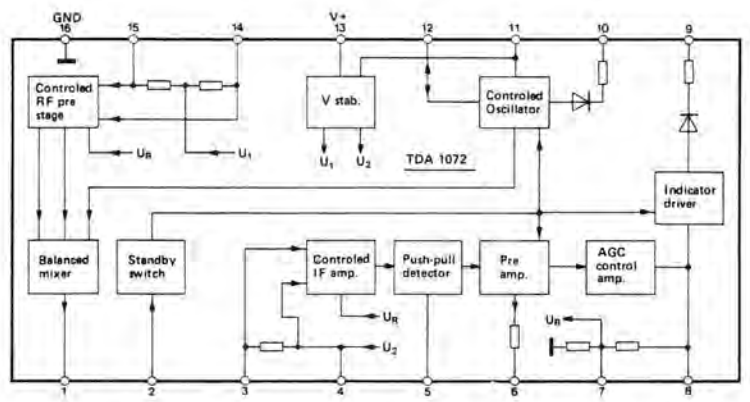 GND
V+
16
15
14
13
12
11
10
9
Controled
RF pre
stage
V stab.
Controled
Oscillator
UR
U1
U1
U2
TDA 1072
Indicator
driver
Balanced
mixer
Standby
switch
Controled
IF amp.
Push-pull
detector
Pre
amp.
AGC
control
amp.
UR
U2
UR
1
2
3
4
5
6
7
8